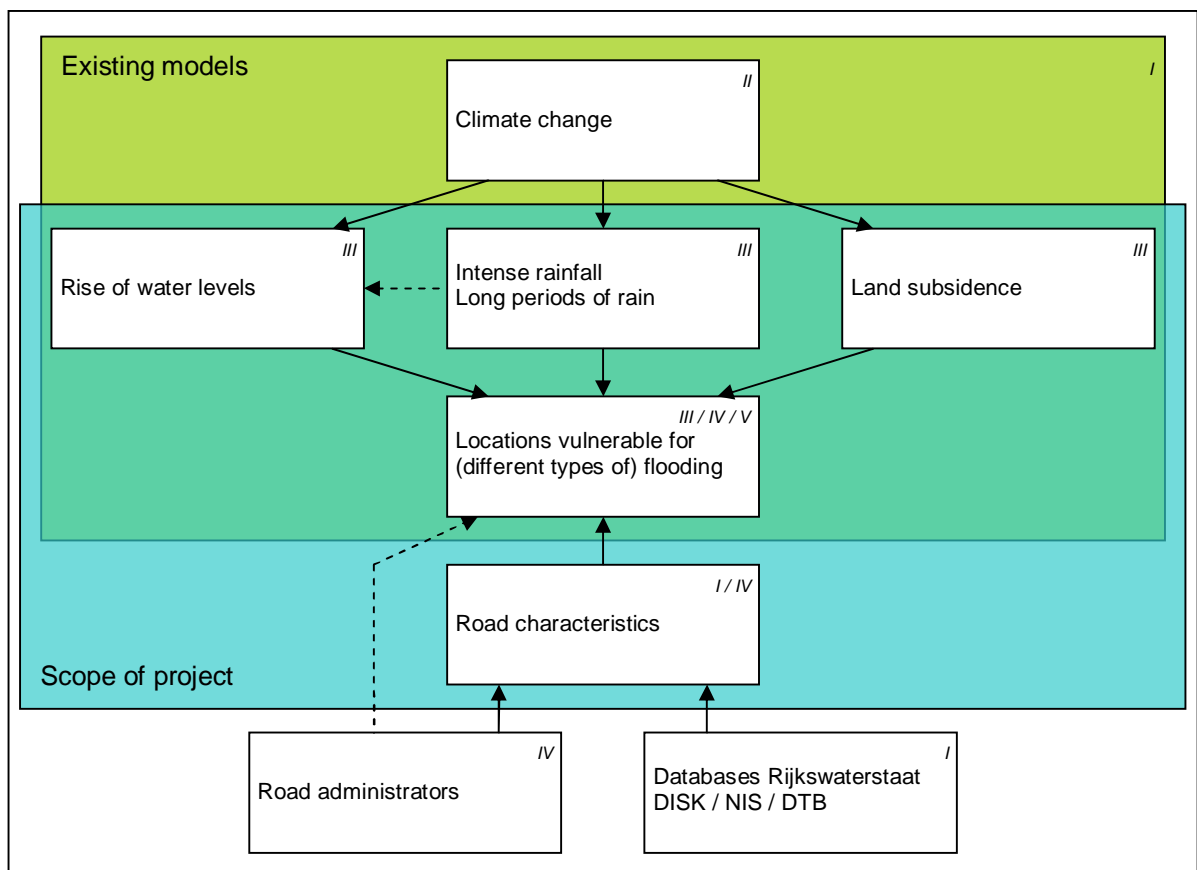 Existing models
I
II
Climate change
III
Rise of water levels
III
Intense rainfall
Long periods of rain
III
Land subsidence
III / IV / V
Locations vulnerable for
(different types of) flooding
I / IV
Road characteristics
Scope of project
IV
Road administrators
I
Databases Rijkswaterstaat
DISK / NIS / DTB